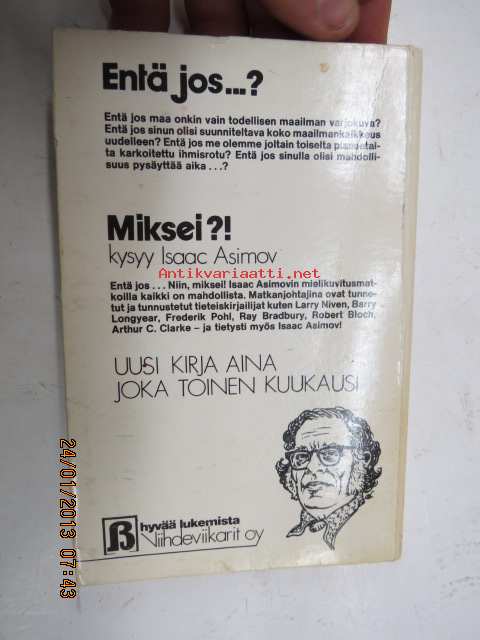 Entä jos...?
Entä jos maa onkin vain todellisen maailman varjokuva?
Entä jos sinun olisi suunniteltava koko maailmankaikkeus
uudelleen? Entä jos me olemme joltain toiselta planeetal-
ta karkoitettu ihmisrotu? Entä jos sinulla olisi mahdolli-
suus pysäyttää aika...?
Miksei?!
kysyy Isaac Asimov
Antikvariaatti.net
Entä jos... Niin, miksei! Isaac Asimovin mielikuvitusmat-
koilla kaikki on mahdollista. Matkanjohtajina ovat tunne-
tut ja tunnustetut tieteiskirjailijat kuten Larry Niven, Barry
Longyear, Frederik Pohl, Ray Bradbury, Robert Bloch,
Arthur C. Clarke – ja tietysti myös Isaac Asimov!
UUSI KIRJA AINA
JOKA TOINEN KUUKAUSI
hyvää lukemista
Viihdeviikarit oy
24/01/2013 07:43